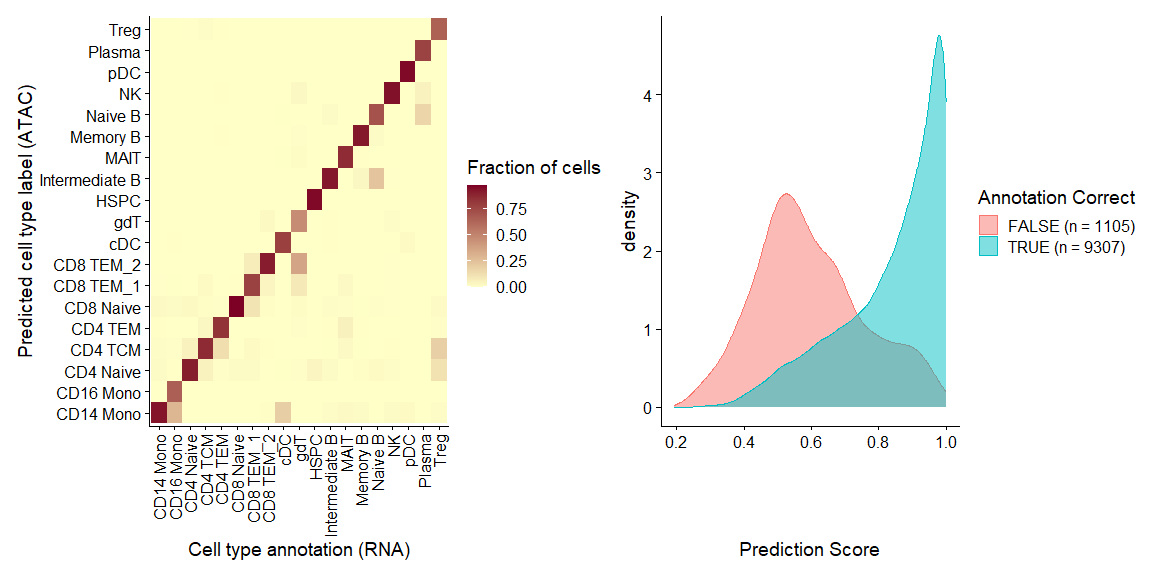 Predicted cell type label (ATAC)
Treg
Plasma
pDC
NK
Naive B
Memory B
MAIT
Intermediate B
HSPC
gdT
cDC
CD8 TEM_2
CD8 TEM_1
CD8 Naive
CD4 TEM
CD4 TCM
CD4 Naive
CD16 Mono
CD14 Mono
CD14 Mono
CD16 Mono
CD4 Naive
CD4 TCM
CD4 TEM
CD8 Naive
CD8 TEM_1
CD8 TEM_2
cDC
gdT
HSPC
Intermediate B
MAIT
Memory B
Naive B
NK
pDC
Plasma
Treg
Cell type annotation (RNA)
Fraction of cells
0.75
0.50
0.25
0.00
density
4
3
2
1
0
0.2
0.4
0.6
0.8
1.0
Prediction Score
Annotation Correct
FALSE (n = 1105)
TRUE (n = 9307)